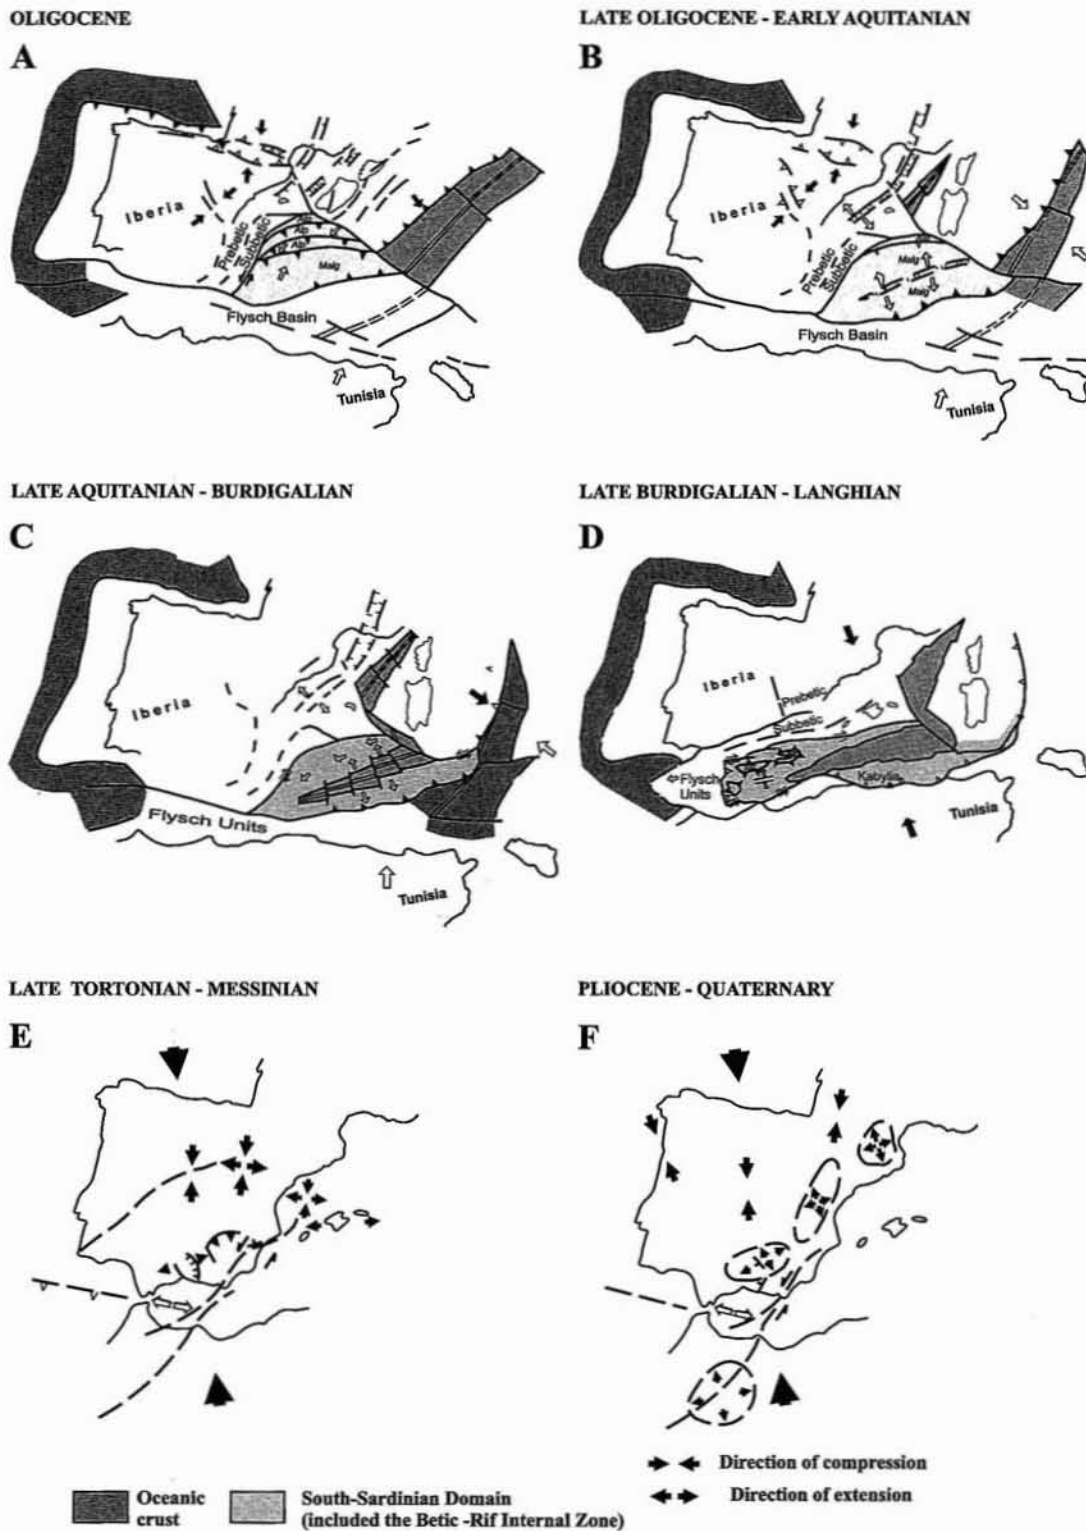 OLIGOCENE
A
Iberia
Prebetic
Subbetic
Alp
Malg
Flysch Basin
Tunisia
LATE OLIGOCENE - EARLY AQUITANIAN
B
Iberia
Prebetic
Subbetic
Malg
Malg
Flysch Basin
Tunisia
LATE AQUITANIAN - BURDIGALIAN
C
Iberia
Flysch Units
Tunisia
LATE BURDIGALIAN - LANGHIAN
D
Iberia
Prebetic
Subbetic
Flysch
Units
Kabylia
Tunisia
LATE TORTONIAN - MESSINIAN
E
PLIOCENE - QUATERNARY
F
Direction of compression
Direction of extension
Oceanic
crust
South-Sardinian Domain
(included the Betic -Rif Internal Zone)